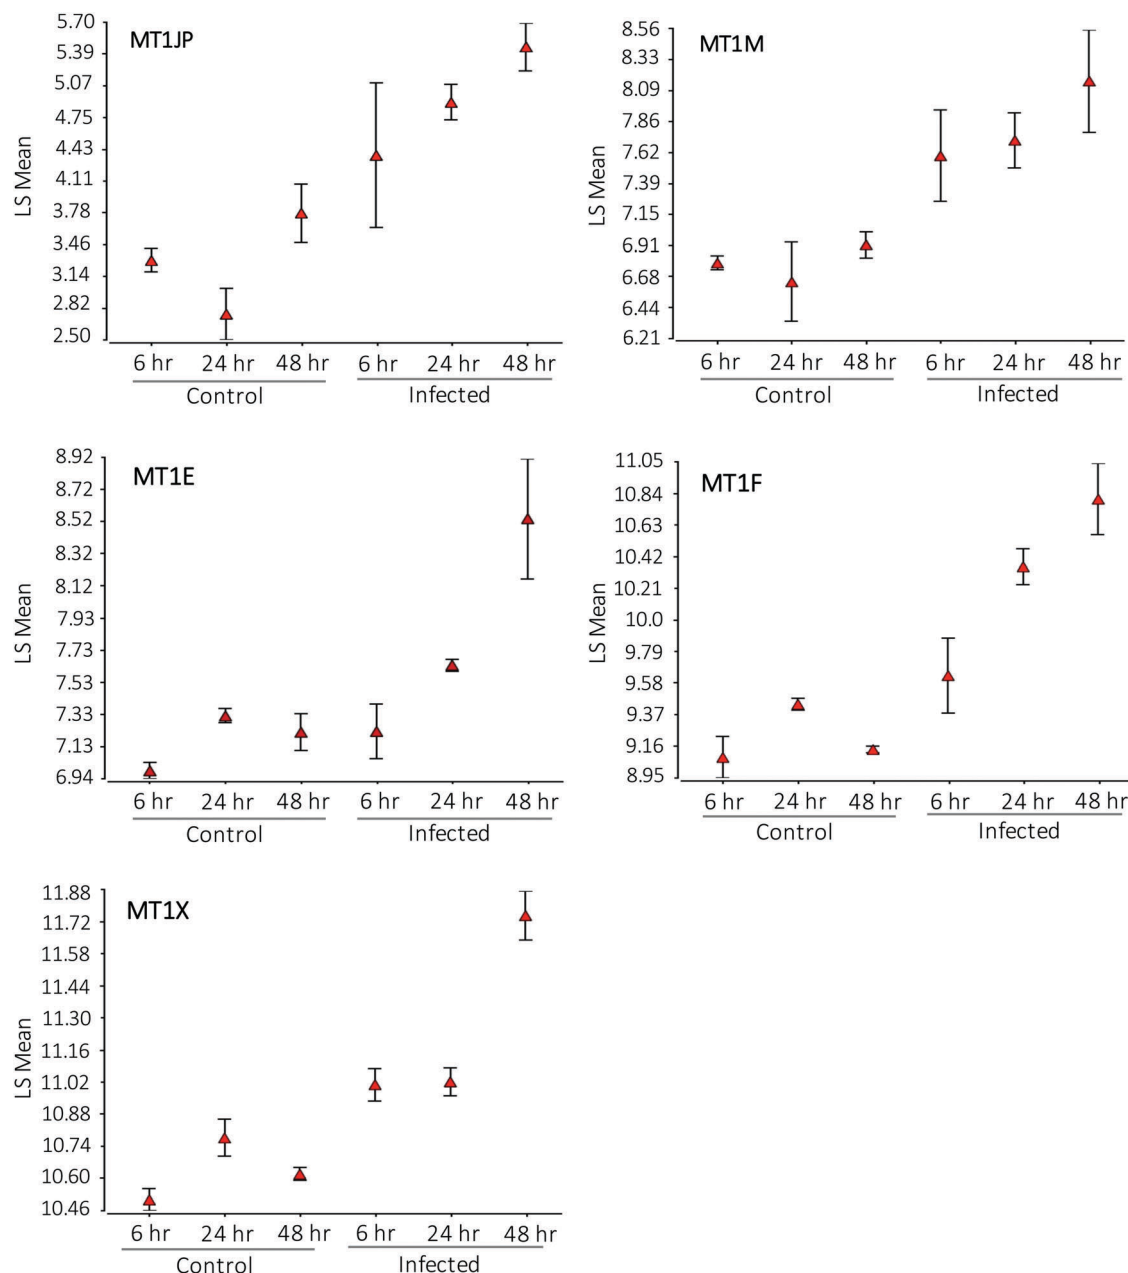 MT1JP
LS Mean
5.70
5.39
5.07
4.75
4.43
4.11
3.78
3.46
3.14
2.82
2.50
6 hr 24 hr 48 hr 6 hr 24 hr 48 hr
Control Infected
MT1M
LS Mean
8.56
8.33
8.09
7.86
7.62
7.39
7.15
6.91
6.68
6.44
6.21
6 hr 24 hr 48 hr 6 hr 24 hr 48 hr
Control Infected
MT1E
LS Mean
8.92
8.72
8.52
8.32
8.12
7.93
7.73
7.53
7.33
7.13
6.94
6 hr 24 hr 48 hr 6 hr 24 hr 48 hr
Control Infected
MT1F
LS Mean
11.05
10.84
10.63
10.42
10.21
10.0
9.79
9.58
9.37
9.16
8.95
6 hr 24 hr 48 hr 6 hr 24 hr 48 hr
Control Infected
MT1X
LS Mean
11.88
11.72
11.58
11.44
11.30
11.16
11.02
10.88
10.74
10.60
10.46
6 hr 24 hr 48 hr 6 hr 24 hr 48 hr
Control Infected